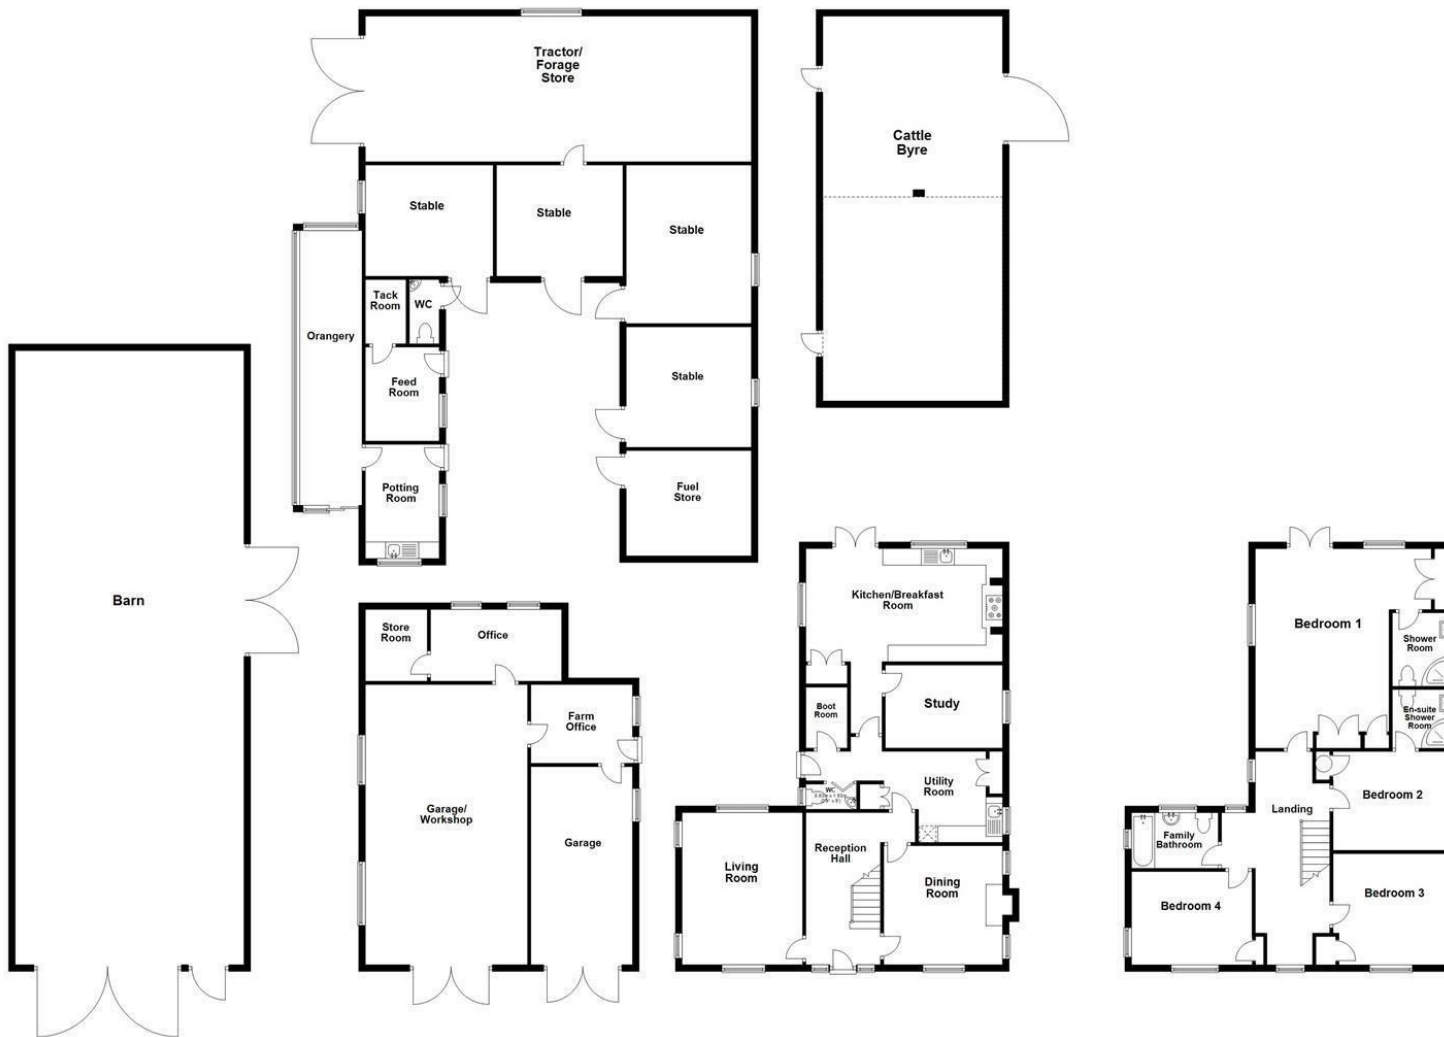 Tractor/
Forage
Store
Cattle
Byre
Stable
Stable
Stable
Tack
Room
WC
Orangery
Feed
Room
Stable
Potting
Room
Fuel
Store
Barn
Store
Room
Office
Farm
Office
Garage/
Workshop
Garage
Kitchen/Breakfast
Room
Study
Boot
Room
Utility
Room
WC
Reception
Hall
Living
Room
Dining
Room
Bedroom 1
Shower
Room
En-suite
Shower
Room
Bedroom 2
Landing
Family
Bathroom
Bedroom 3
Bedroom 4